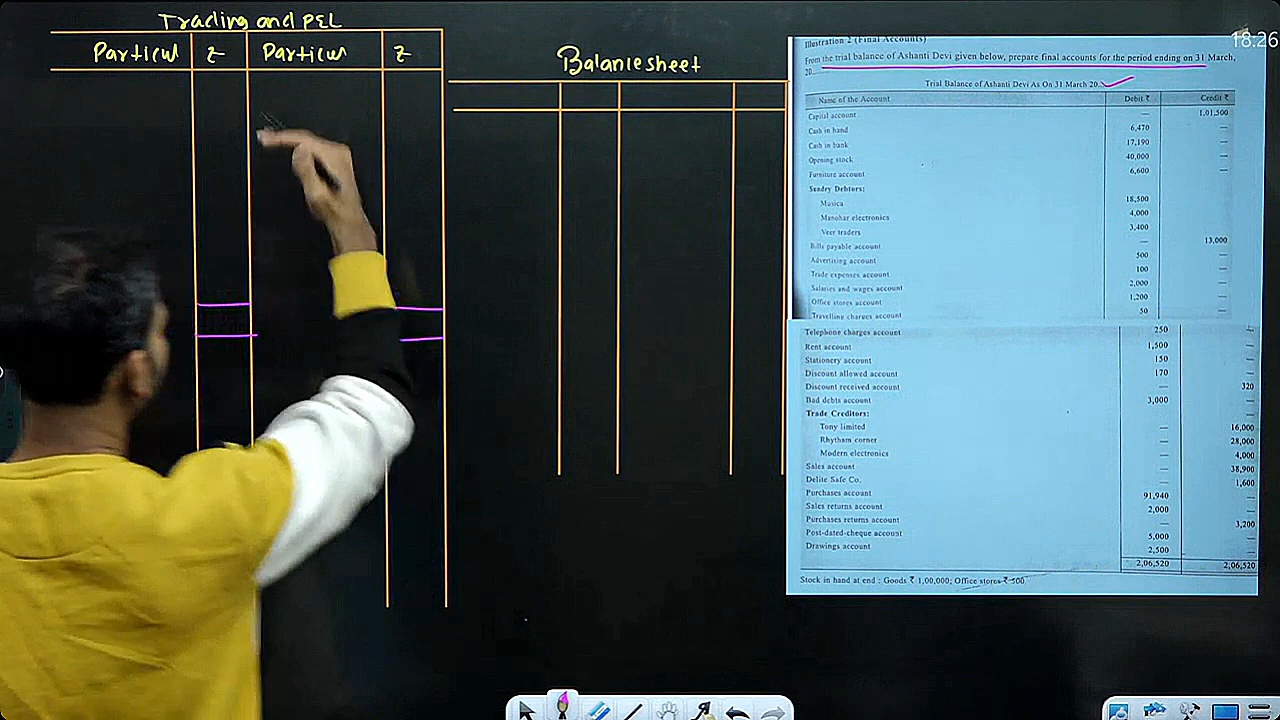 Trading and P&L
Particul ₹ Particur ₹
Balance sheet
18:26
Illustration 2 (Final Accounts)
From the trial balance of Ashanti Devi given below, prepare final accounts for the period ending on 31 March,
20...
Trial Balance of Ashanti Devi As On 31 March 20...
Name of the Account Debit ₹ Credit ₹
Capital account — 1,01,500
Cash in hand 6,470 —
Cash in bank 17,190 —
Opening stock 40,000 —
Furniture account 6,600 —
Sundry Debtors:
Musica 18,500 —
Manohar electronics 4,000 —
Veer traders 3,400 —
Bills payable account — 13,000
Advertising account 500 —
Trade expenses account 100 —
Salaries and wages account 2,000 —
Office stores account 1,200 —
Travelling charges account 50 —
Telephone charges account 250 —
Rent account 1,500 —
Stationery account 150 —
Discount allowed account 170 —
Discount received account 320
Bad debts account 3,000 —
Trade Creditors:
Tony limited — 16,000
Rhytham corner — 28,000
Modern electronics — 4,000
Sales account — 38,900
Delite Safe Co. — 1,600
Purchases account 91,940 —
Sales returns account 2,000 —
Purchases returns account — 3,200
Post-dated-cheque account 5,000 —
Drawings account 2,500 —
2,06,520 2,06,520
Stock in hand at end : Goods ₹ 1,00,000; Office stores ₹ 500